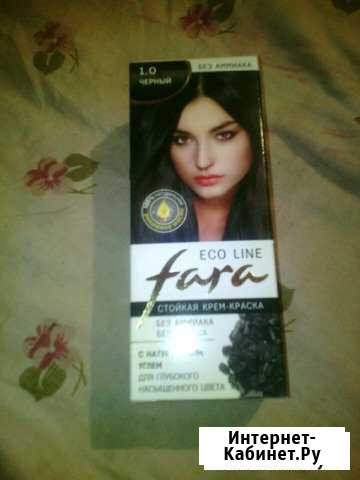 1.0
ЧЕРНЫЙ
БЕЗ АММИАКА
ECO LINE
fara
СТОЙКАЯ КРЕМ-КРАСКА
БЕЗ АММИАКА
БЕЗ
С
УГЛЕМ
ДЛЯ ГЛУБОКОГО
НАСЫЩЕННОГО ЦВЕТА
Интернет-
Кабинет.Ру